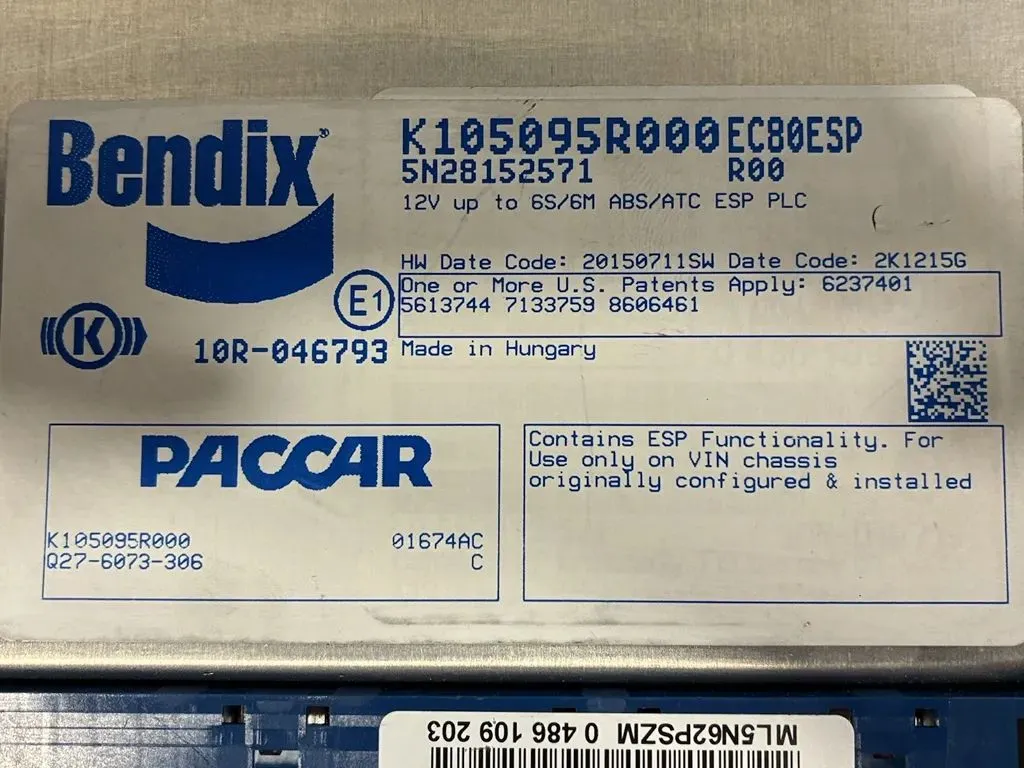 Bendix®
K105095R000 EC80ESP
5N28152571 R00
12V up to 6S/6M ABS/ATC ESP PLC
HW Date Code: 20150711SW Date Code: 2K1215G
One or More U.S. Patents Apply: 6237401
5613744 7133759 8606461
E1
K
10R-046793
Made in Hungary
PACCAR
K105095R000 01674AC
Q27-6073-306 C
Contains ESP Functionality. For
Use only on VIN chassis
originally configured & installed
ML5N62PSZM 0 486 109 203